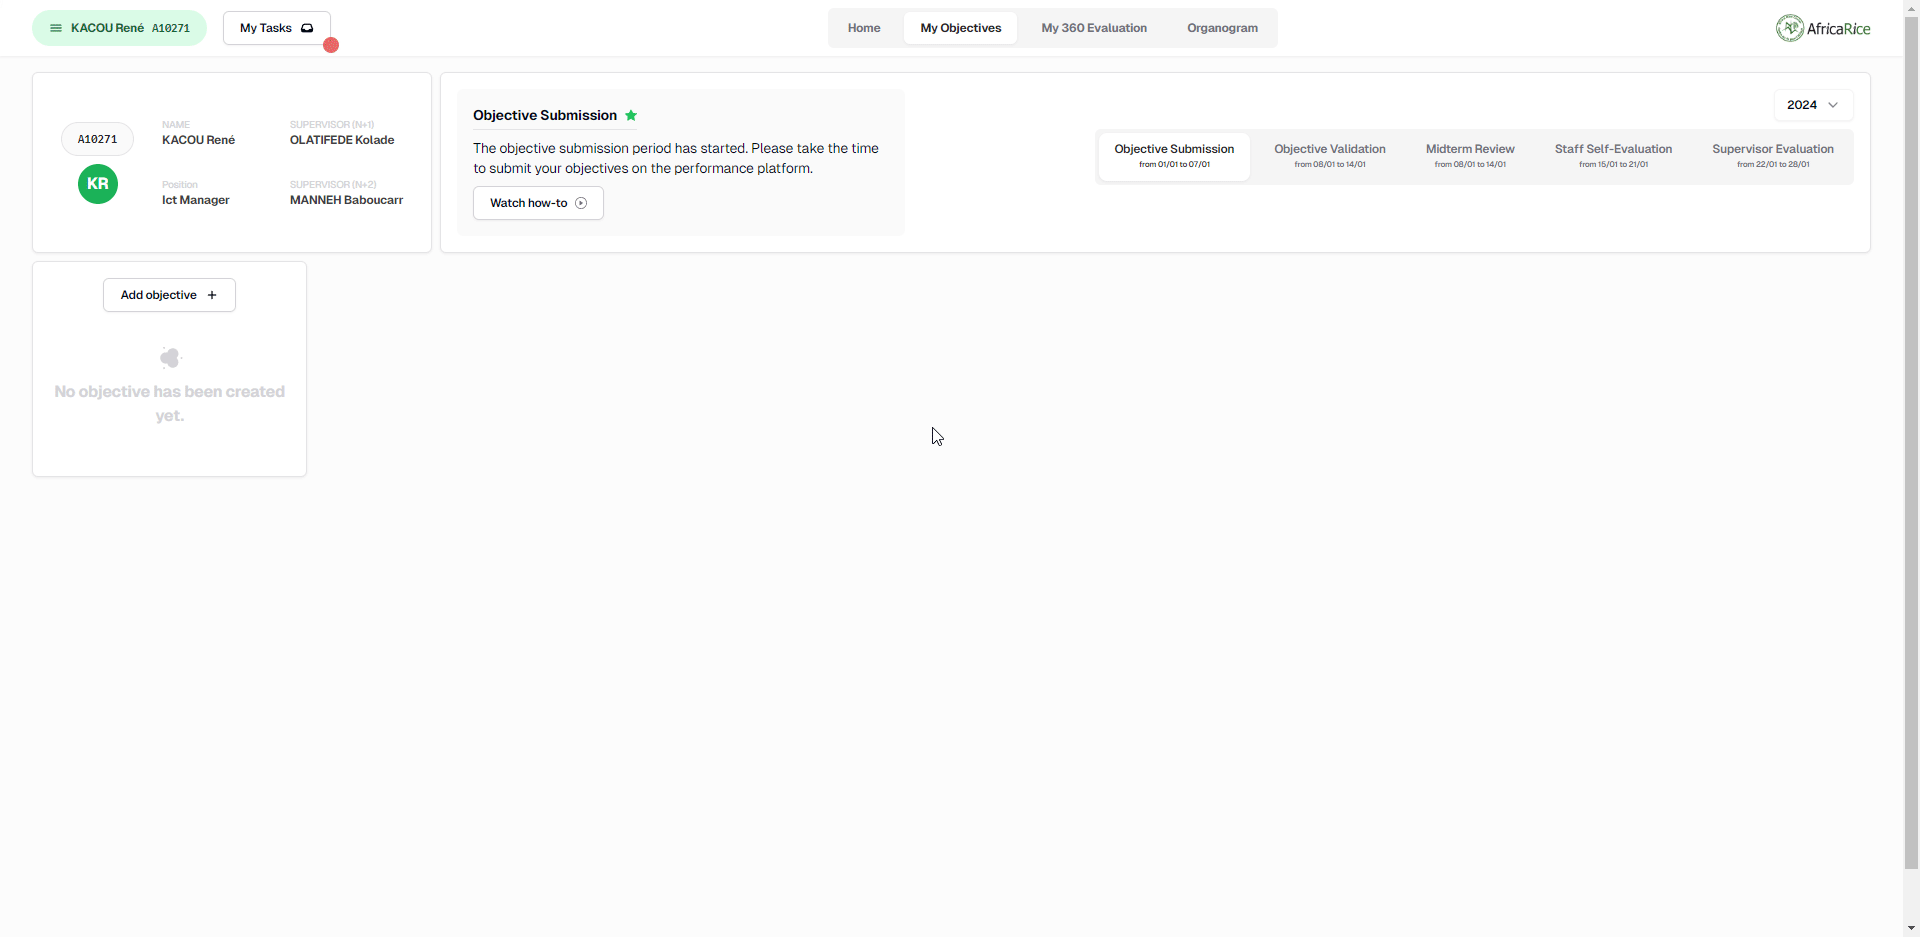 KACOU René A10271
My Tasks
Home
My Objectives
My 360 Evaluation
Organogram
AfricaRice
A10271
KR
NAME
KACOU René
SUPERVISOR (N+1)
OLATIFEDE Kolade
Position
Ict Manager
SUPERVISOR (N+2)
MANNEH Baboucarr
Objective Submission
The objective submission period has started. Please take the time
to submit your objectives on the performance platform.
Watch how-to
2024
Objective Submission
from 01/01 to 07/01
Objective Validation
from 08/01 to 14/01
Midterm Review
from 08/01 to 14/01
Staff Self-Evaluation
from 15/01 to 21/01
Supervisor Evaluation
from 22/01 to 28/01
Add objective +
No objective has been created
yet.